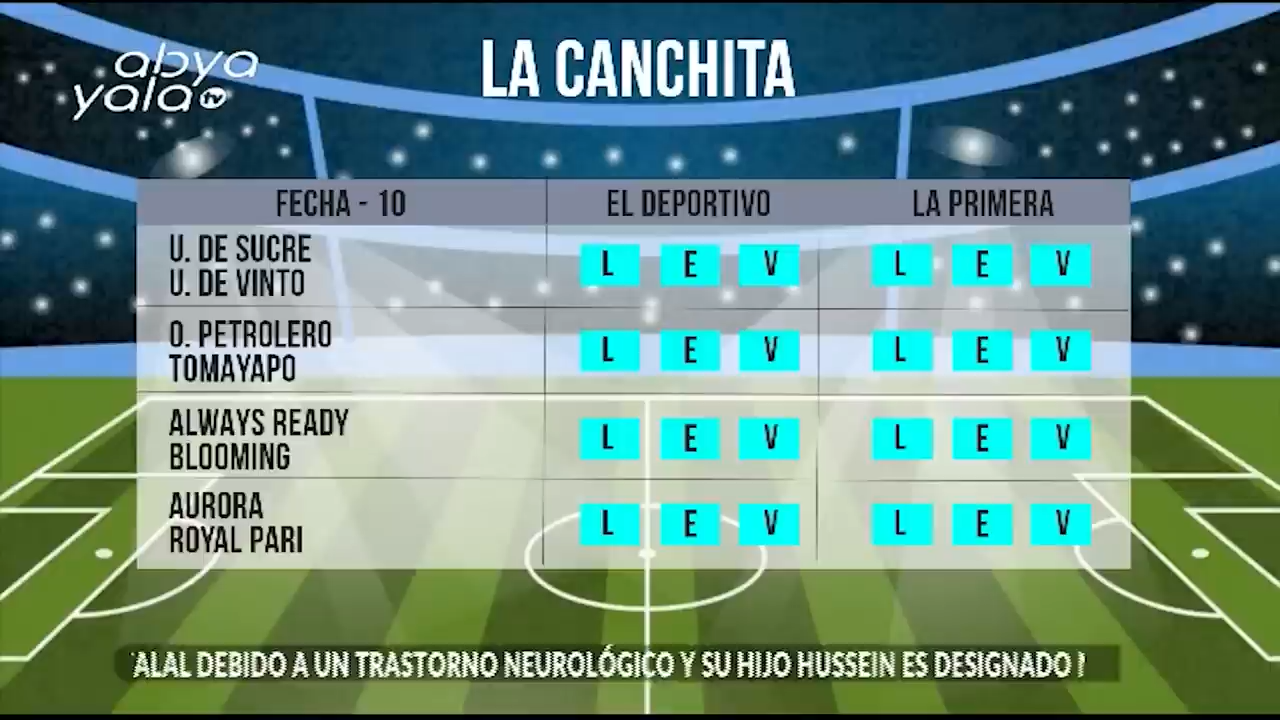 abya
yala tv
LA CANCHITA
FECHA - 10 EL DEPORTIVO LA PRIMERA
U. DE SUCRE
U. DE VINTO
L E V L E V
O. PETROLERO
TOMAYAPO
L E V L E V
ALWAYS READY
BLOOMING
L E V L E V
AURORA
ROYAL PARI
L E V L E V
ALAL DEBIDO A UN TRASTORNO NEUROLÓGICO Y SU HIJO HUSSEIN ES DESIGNADO